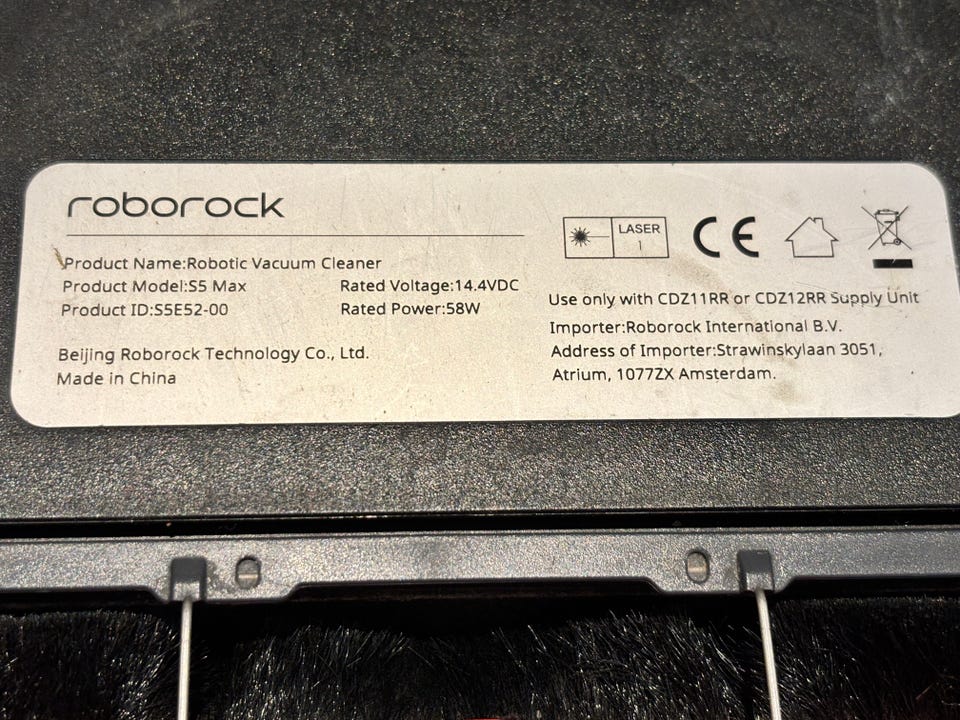 roborock
Product Name:Robotic Vacuum Cleaner
Product Model:S5 Max
Rated Voltage:14.4VDC
Product ID:S5E52-00
Rated Power:58W
Beijing Roborock Technology Co., Ltd.
Made in China
LASER
1
CE
Use only with CDZ11RR or CDZ12RR Supply Unit
Importer:Roborock International B.V.
Address of Importer:Strawinskylaan 3051,
Atrium, 1077ZX Amsterdam.